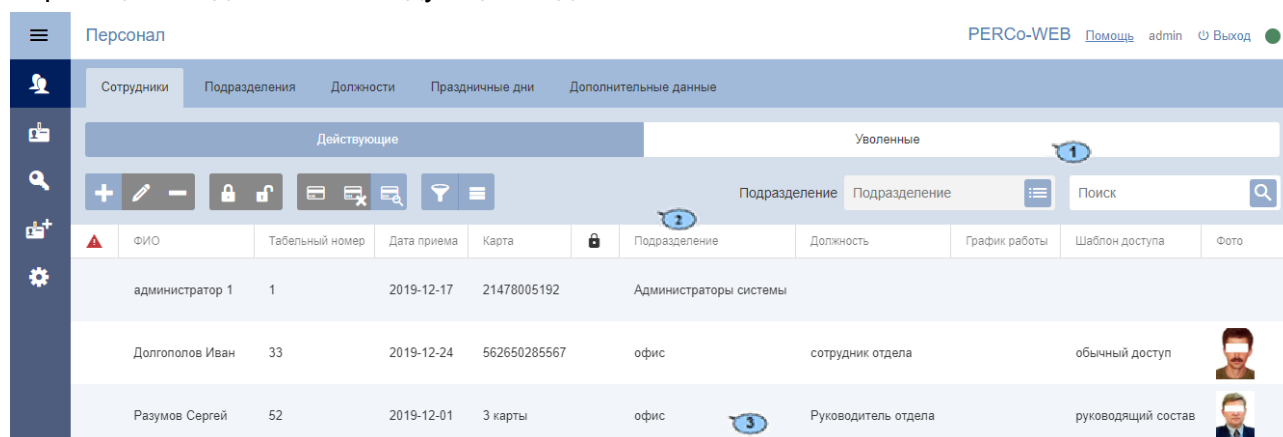 Персонал PERCo-WEB Помощь admin Выход
Сотрудники Подразделения Должности Праздничные дни Дополнительные данные
Действующие Уволенные
1
Подразделение Подразделение Поиск
2
ФИО Табельный номер Дата приема Карта Подразделение Должность График работы Шаблон доступа Фото
администратор 1 1 2019-12-17 21478005192 Администраторы системы
Долгополов Иван 33 2019-12-24 562650285567 офис сотрудник отдела обычный доступ
Разумов Сергей 52 2019-12-01 3 карты офис Руководитель отдела руководящий состав
3